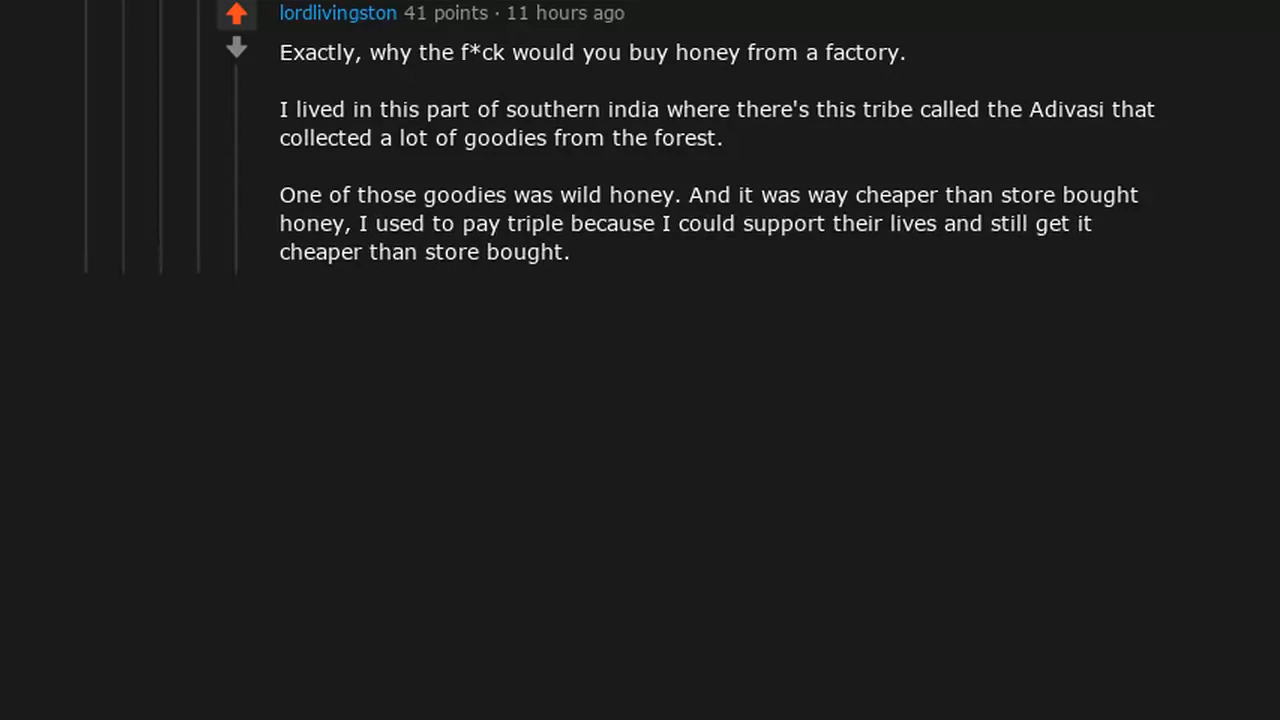 lordlivingston 41 points · 11 hours ago
Exactly, why the f*ck would you buy honey from a factory.
I lived in this part of southern india where there's this tribe called the Adivasi that
collected a lot of goodies from the forest.
One of those goodies was wild honey. And it was way cheaper than store bought
honey, I used to pay triple because I could support their lives and still get it
cheaper than store bought.